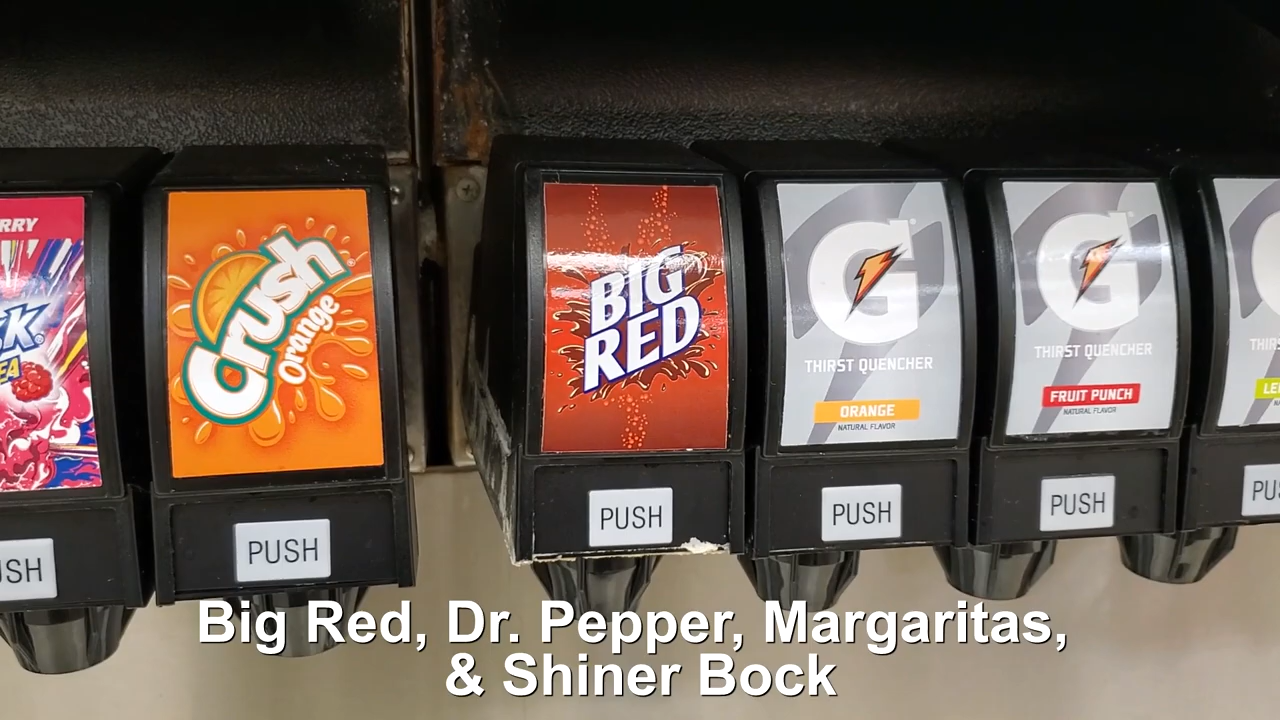 RRY
Crush
Orange
BIG
RED
G
THIRST QUENCHER
ORANGE
NATURAL FLAVOR
G
THIRST QUENCHER
FRUIT PUNCH
NATURAL FLAVOR
PUSH
PUSH
PUSH
PUSH
Big Red, Dr. Pepper, Margaritas,
& Shiner Bock